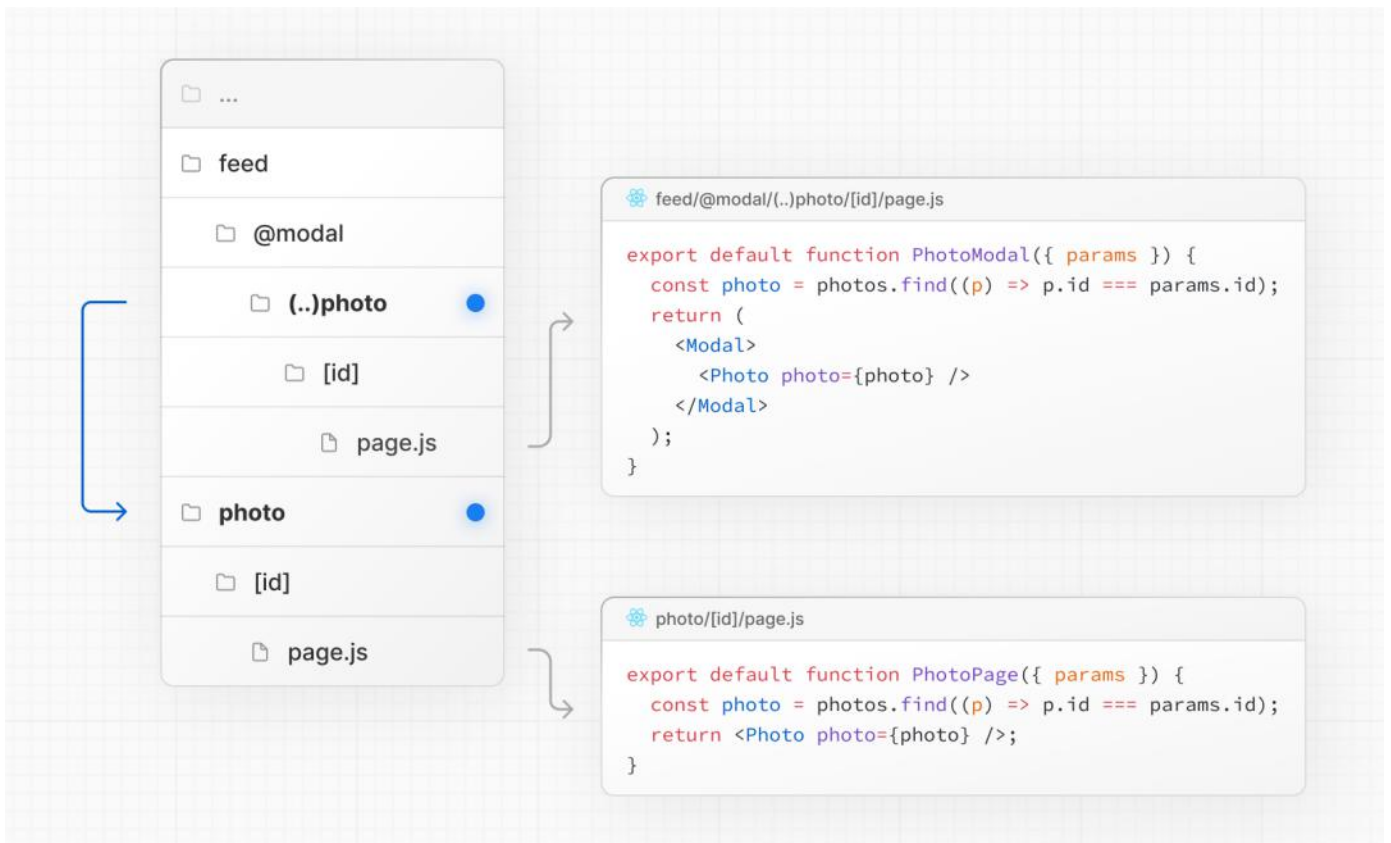 ...
feed
@modal
(..)photo
[id]
page.js
photo
[id]
page.js
feed/@modal/(..)photo/[id]/page.js
export default function PhotoModal({ params }) {
  const photo = photos.find((p) => p.id === params.id);
  return (
    <Modal>
      <Photo photo={photo} />
    </Modal>
  );
}
photo/[id]/page.js
export default function PhotoPage({ params }) {
  const photo = photos.find((p) => p.id === params.id);
  return <Photo photo={photo} />;
}